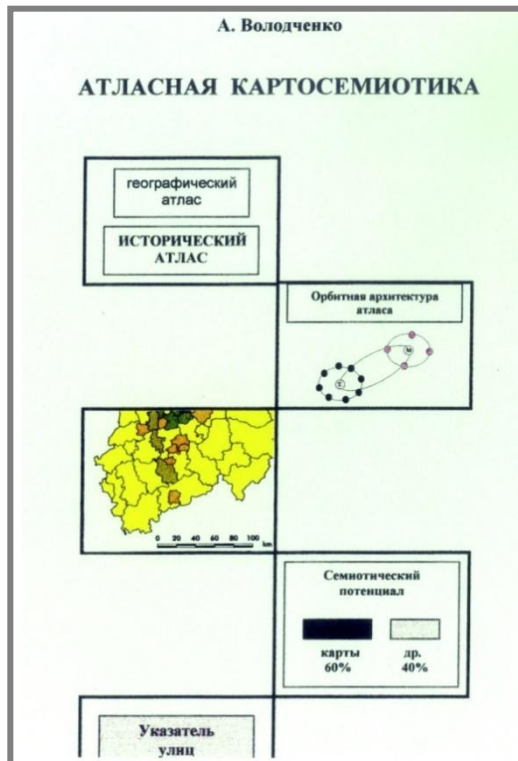 А. Володченко
АТЛАСНАЯ КАРТОСЕМИОТИКА
географический
атлас
ИСТОРИЧЕСКИЙ
АТЛАС
Орбитная архитектура
атласа
М
Т
0 20 40 60 80 100
km
Семиотический
потенциал
карты др.
60% 40%
Указатель
улиц